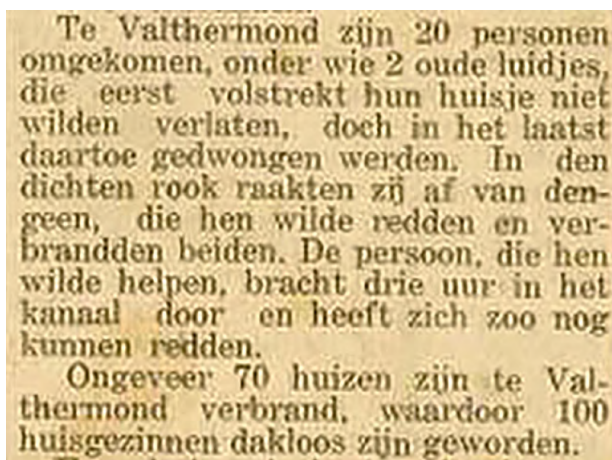 Te Valthermond zijn 20 personen
omgekomen, onder wie 2 oude luidjes,
die eerst volstrekt hun huisje niet
wilden verlaten, doch in het laatst
daartoe gedwongen werden. In den
dichten rook raakten zij af van den-
geen, die hen wilde redden en ver-
brandden beiden. De persoon, die hen
wilde helpen, bracht drie uur in het
kanaal door en heeft zich zoo nog
kunnen redden.
Ongeveer 70 huizen zijn te Val-
thermond verbrand, waardoor 100
huisgezinnen dakloos zijn geworden.